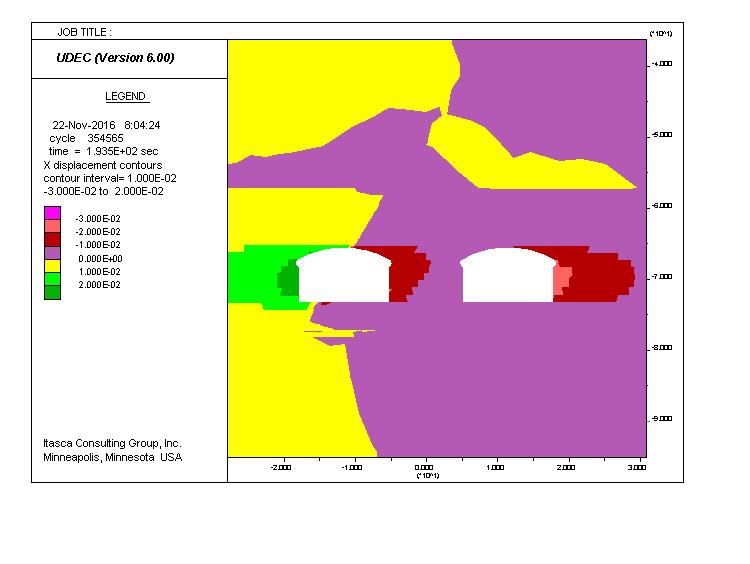 JOB TITLE :
UDEC (Version 6.00)
LEGEND
22-Nov-2016 8:04:24
cycle 354565
time = 1.935E+02 sec
X displacement contours
contour interval= 1.000E-02
-3.000E-02 to 2.000E-02
-3.000E-02
-2.000E-02
-1.000E-02
0.000E+00
1.000E-02
2.000E-02
Itasca Consulting Group, Inc.
Minneapolis, Minnesota USA
(*10^1)
-4.000
-5.000
-6.000
-7.000
-8.000
-9.000
-2.000 -1.000 0.000 1.000 2.000 3.000
(*10^1)